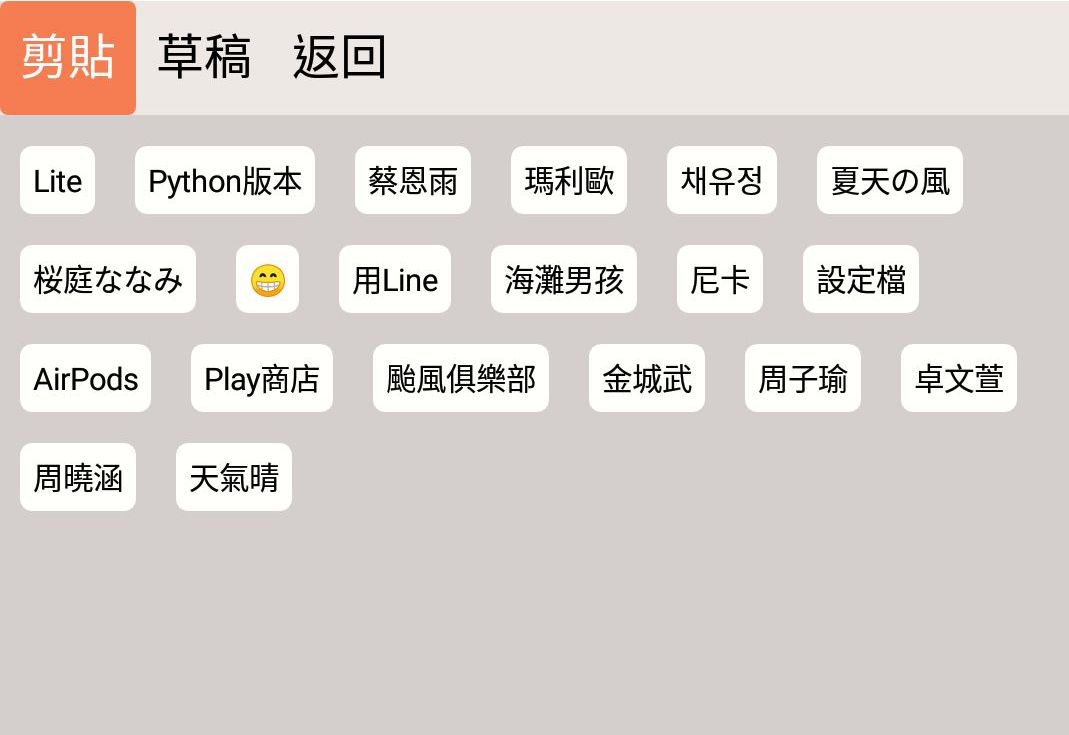 剪貼 草稿 返回
Lite Python版本 蔡恩雨 瑪利歐 채유정 夏天の風
桜庭ななみ 😁 用Line 海灘男孩 尼卡 設定檔
AirPods Play商店 颱風俱樂部 金城武 周子瑜 卓文萱
周曉涵 天氣晴